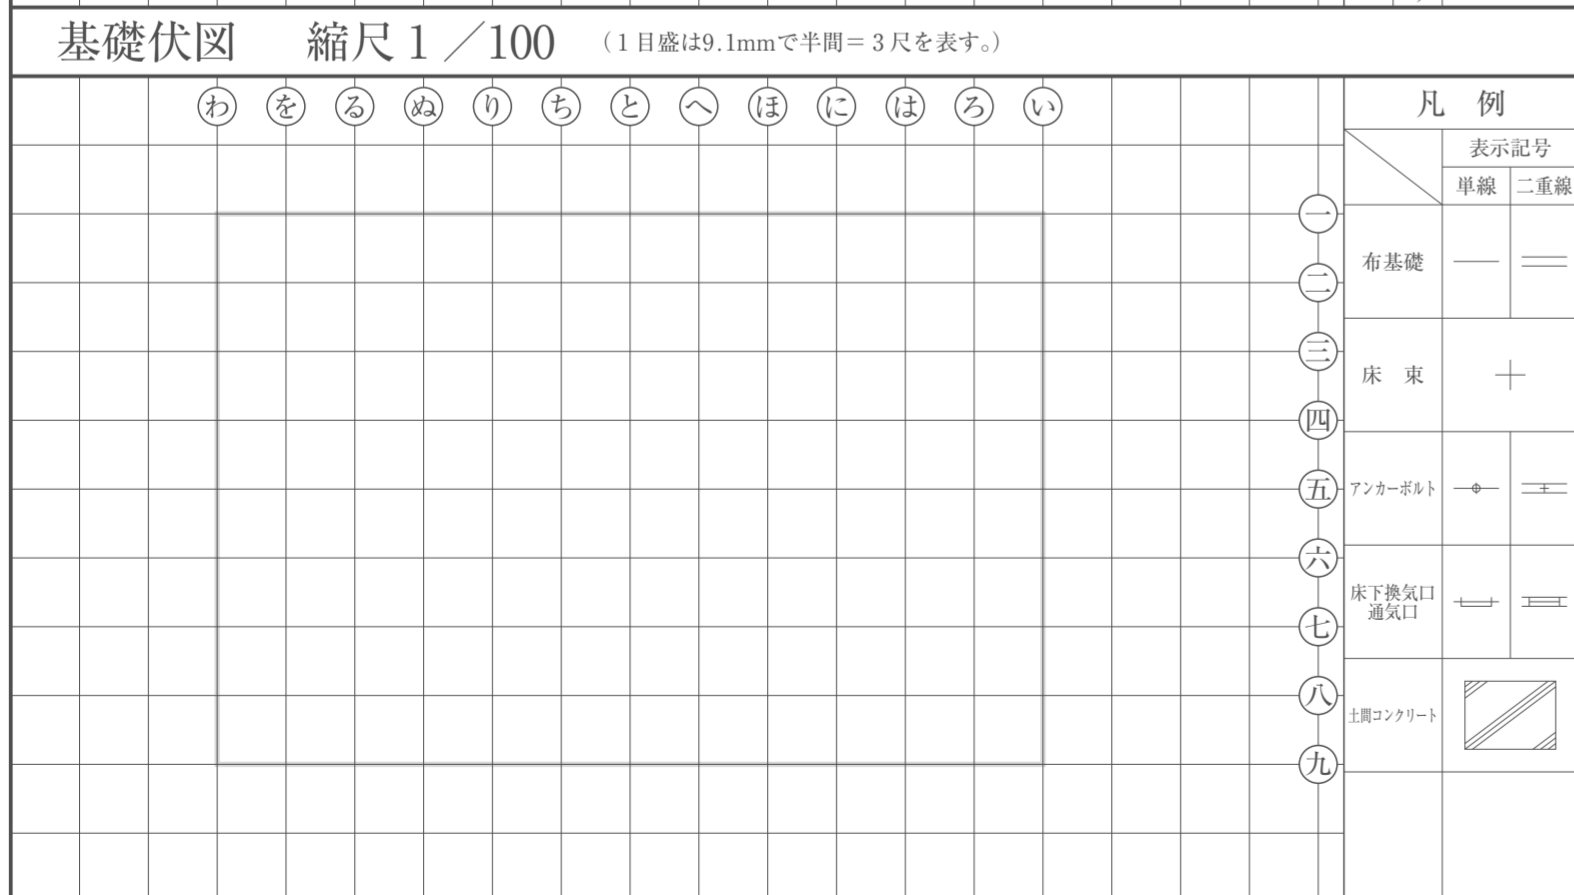 基礎伏図 縮尺1／100 （1目盛は9.1mmで半間＝3尺を表す。）
わ を る ぬ り ち と へ ほ に は ろ い
一
二
三
四
五
六
七
八
九
凡 例
表示記号
単線 二重線
布基礎
床 束
アンカーボルト
床下換気口
通気口
土間コンクリート